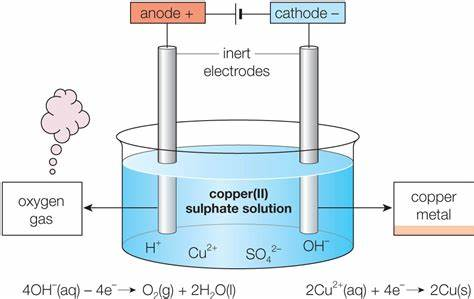 anode +
cathode –
inert
electrodes
oxygen
gas
copper(II)
sulphate solution
copper
metal
H⁺
Cu²⁺
SO₄²⁻
OH⁻
4OH⁻(aq) – 4e⁻ → O₂(g) + 2H₂O(l)
2Cu²⁺(aq) + 4e⁻ → 2Cu(s)